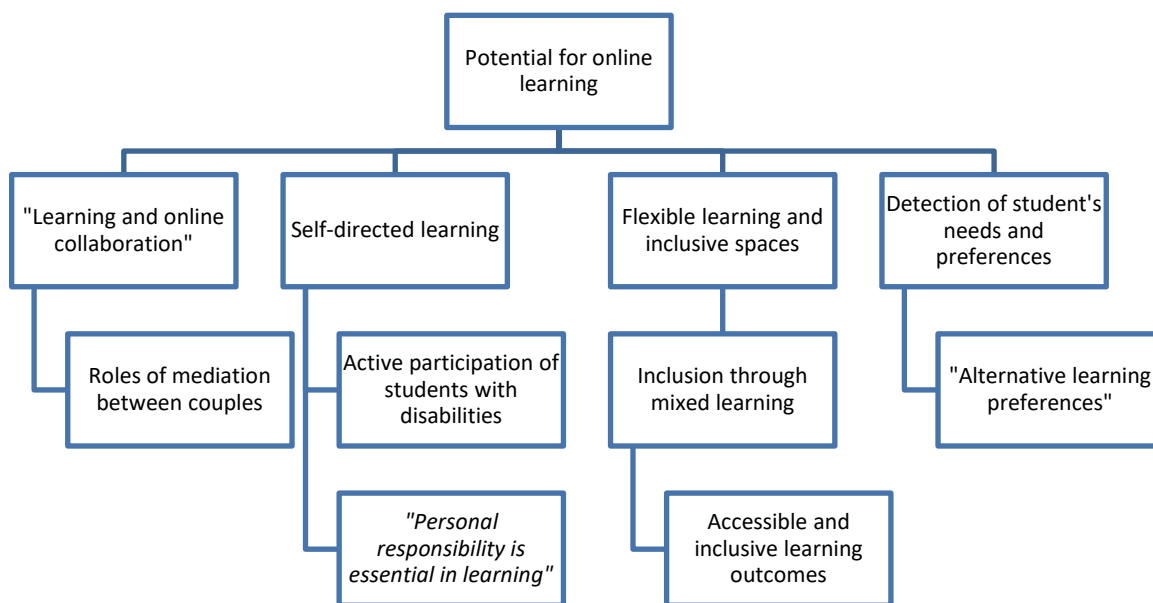 Potential for online
learning
"Learning and online
collaboration"
Self-directed learning
Flexible learning and
inclusive spaces
Detection of student's
needs and
preferences
Roles of mediation
between couples
Active participation of
students with
disabilities
Inclusion through
mixed learning
"Alternative learning
preferences"
"Personal
responsibility is
essential in learning"
Accessible and
inclusive learning
outcomes